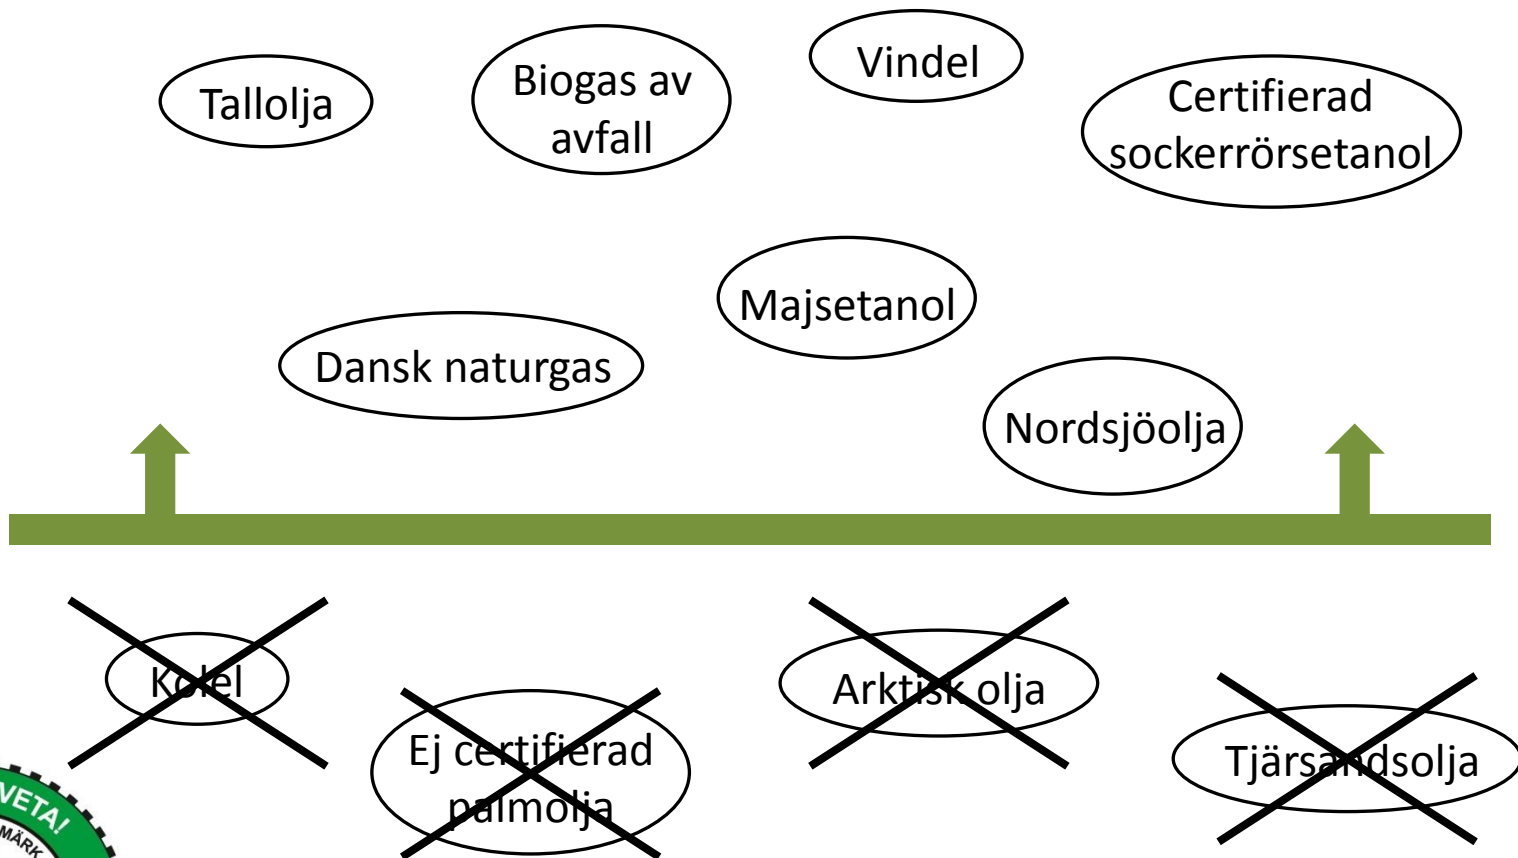 Tallolja
Biogas av
avfall
Vindel
Certifierad
sockerrörsetanol
Majsetanol
Dansk naturgas
Nordsjöolja
Kolel
Ej certifierad
palmolja
Arktisk olja
Tjärsandsolja
VETA!
MÄRK